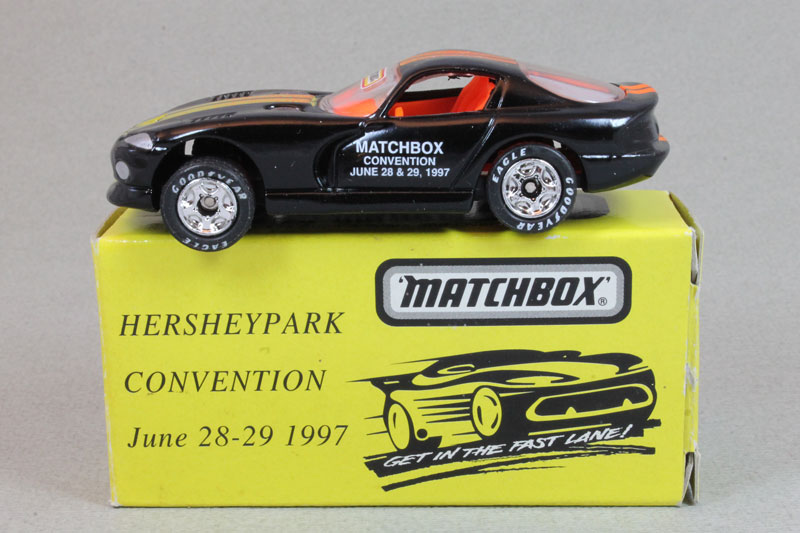 MATCHBOX
CONVENTION
JUNE 28 & 29, 1997
GOODYEAR
EAGLE
EAGLE
GOODYEAR
MATCHBOX®
HERSHEYPARK
CONVENTION
June 28-29 1997
GET IN THE FAST LANE!